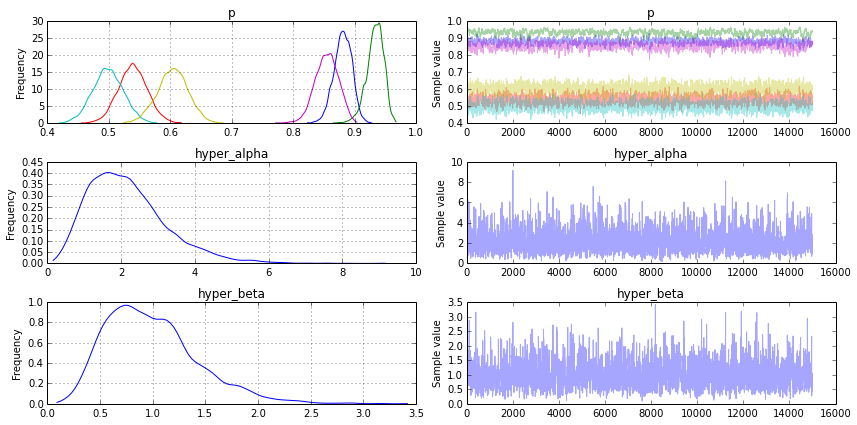 p
Frequency
30
25
20
15
10
5
0
0.4 0.5 0.6 0.7 0.8 0.9 1.0
p
Sample value
1.0
0.9
0.8
0.7
0.6
0.5
0.4
0 2000 4000 6000 8000 10000 12000 14000 16000
hyper_alpha
Frequency
0.45
0.40
0.35
0.30
0.25
0.20
0.15
0.10
0.05
0.00
0 2 4 6 8 10
hyper_alpha
Sample value
10
8
6
4
2
0
0 2000 4000 6000 8000 10000 12000 14000 16000
hyper_beta
Frequency
1.0
0.8
0.6
0.4
0.2
0.0
0.0 0.5 1.0 1.5 2.0 2.5 3.0 3.5
hyper_beta
Sample value
3.5
3.0
2.5
2.0
1.5
1.0
0.5
0.0
0 2000 4000 6000 8000 10000 12000 14000 16000